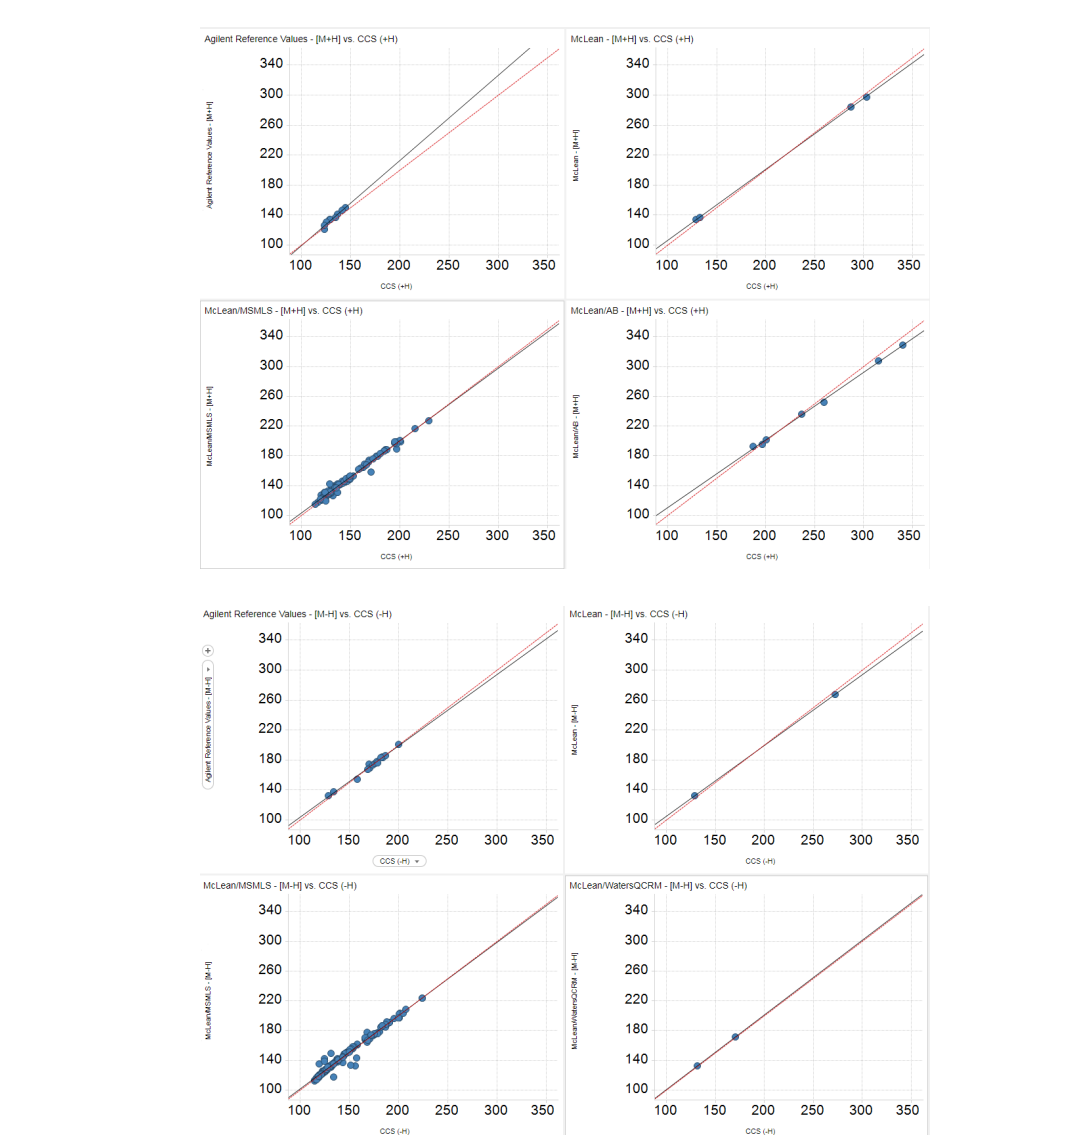 Agilent Reference Values - [M+H] vs. CCS (+H)
340
300
260
220
180
140
100
Agilent Reference Values - [M+H]
100 150 200 250 300 350
CCS (+H)
McLean - [M+H] vs. CCS (+H)
340
300
260
220
180
140
100
McLean - [M+H]
100 150 200 250 300 350
CCS (+H)
McLean/MSMLS - [M+H] vs. CCS (+H)
340
300
260
220
180
140
100
McLean/MSMLS - [M+H]
100 150 200 250 300 350
CCS (+H)
McLean/AB - [M+H] vs. CCS (+H)
340
300
260
220
180
140
100
McLean/AB - [M+H]
100 150 200 250 300 350
CCS (+H)
Agilent Reference Values - [M-H] vs. CCS (-H)
340
300
260
220
180
140
100
+
Agilent Reference Values - [M-H]
100 150 200 250 300 350
CCS (-H)
McLean - [M-H] vs. CCS (-H)
340
300
260
220
180
140
100
McLean - [M-H]
100 150 200 250 300 350
CCS (-H)
McLean/MSMLS - [M-H] vs. CCS (-H)
340
300
260
220
180
140
100
McLean/MSMLS - [M-H]
100 150 200 250 300 350
CCS (-H)
McLean/WatersQCRM - [M-H] vs. CCS (-H)
340
300
260
220
180
140
100
McLean/WatersQCRM - [M-H]
100 150 200 250 300 350
CCS (-H)